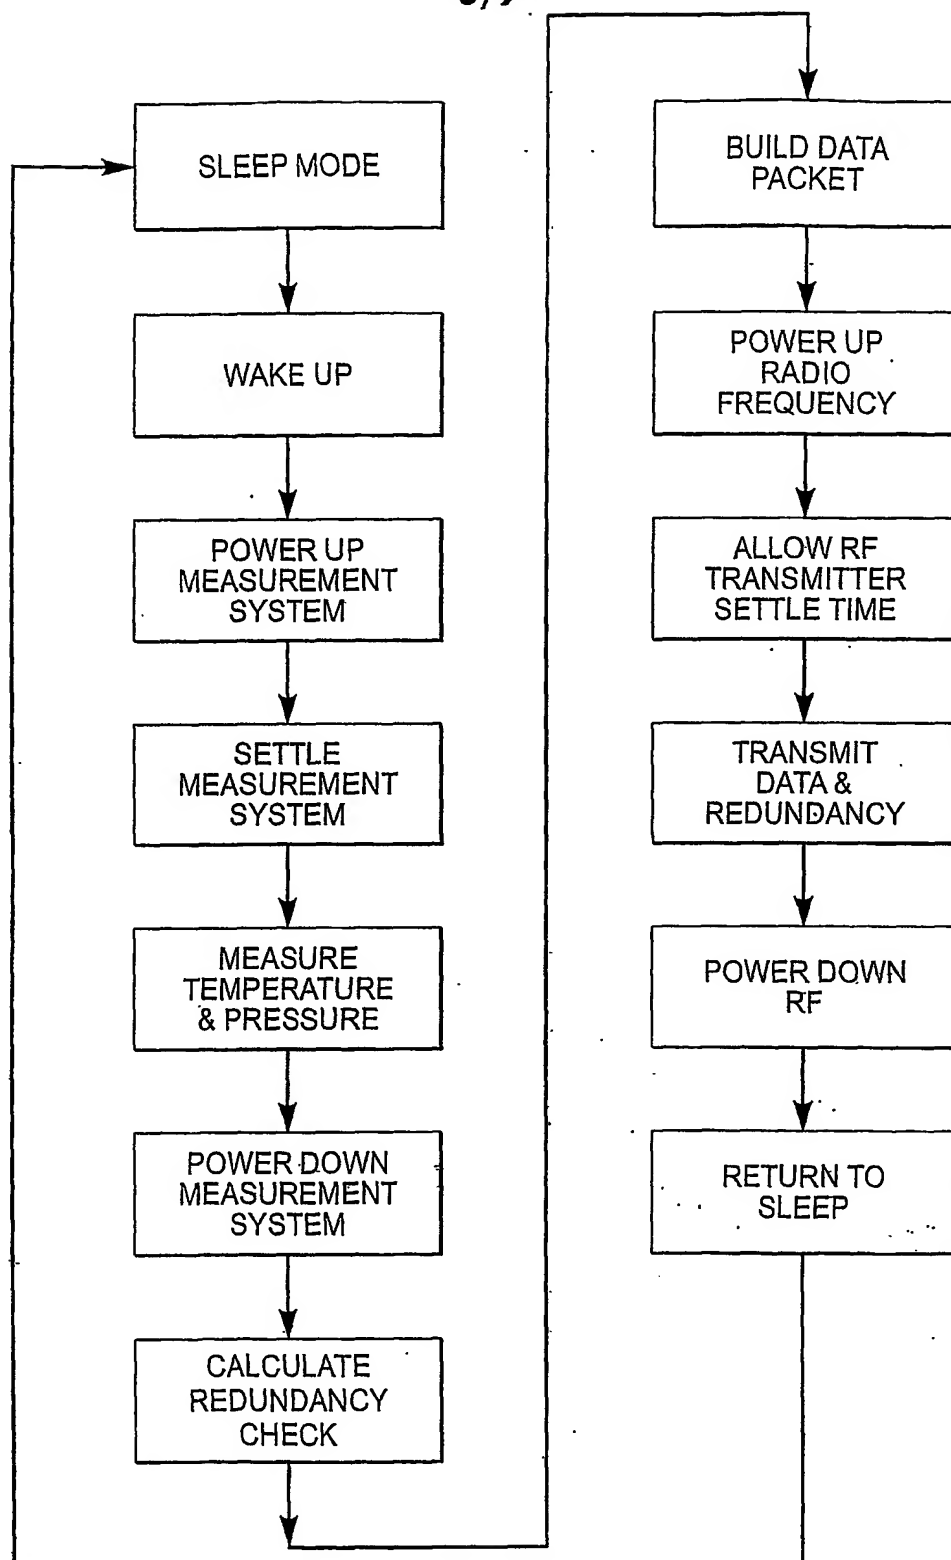 SLEEP MODE
WAKE UP
POWER UP
MEASUREMENT
SYSTEM
SETTLE
MEASUREMENT
SYSTEM
MEASURE
TEMPERATURE
& PRESSURE
POWER DOWN
MEASUREMENT
SYSTEM
CALCULATE
REDUNDANCY
CHECK
BUILD DATA
PACKET
POWER UP
RADIO
FREQUENCY
ALLOW RF
TRANSMITTER
SETTLE TIME
TRANSMIT
DATA &
REDUNDANCY
POWER DOWN
RF
RETURN TO
SLEEP